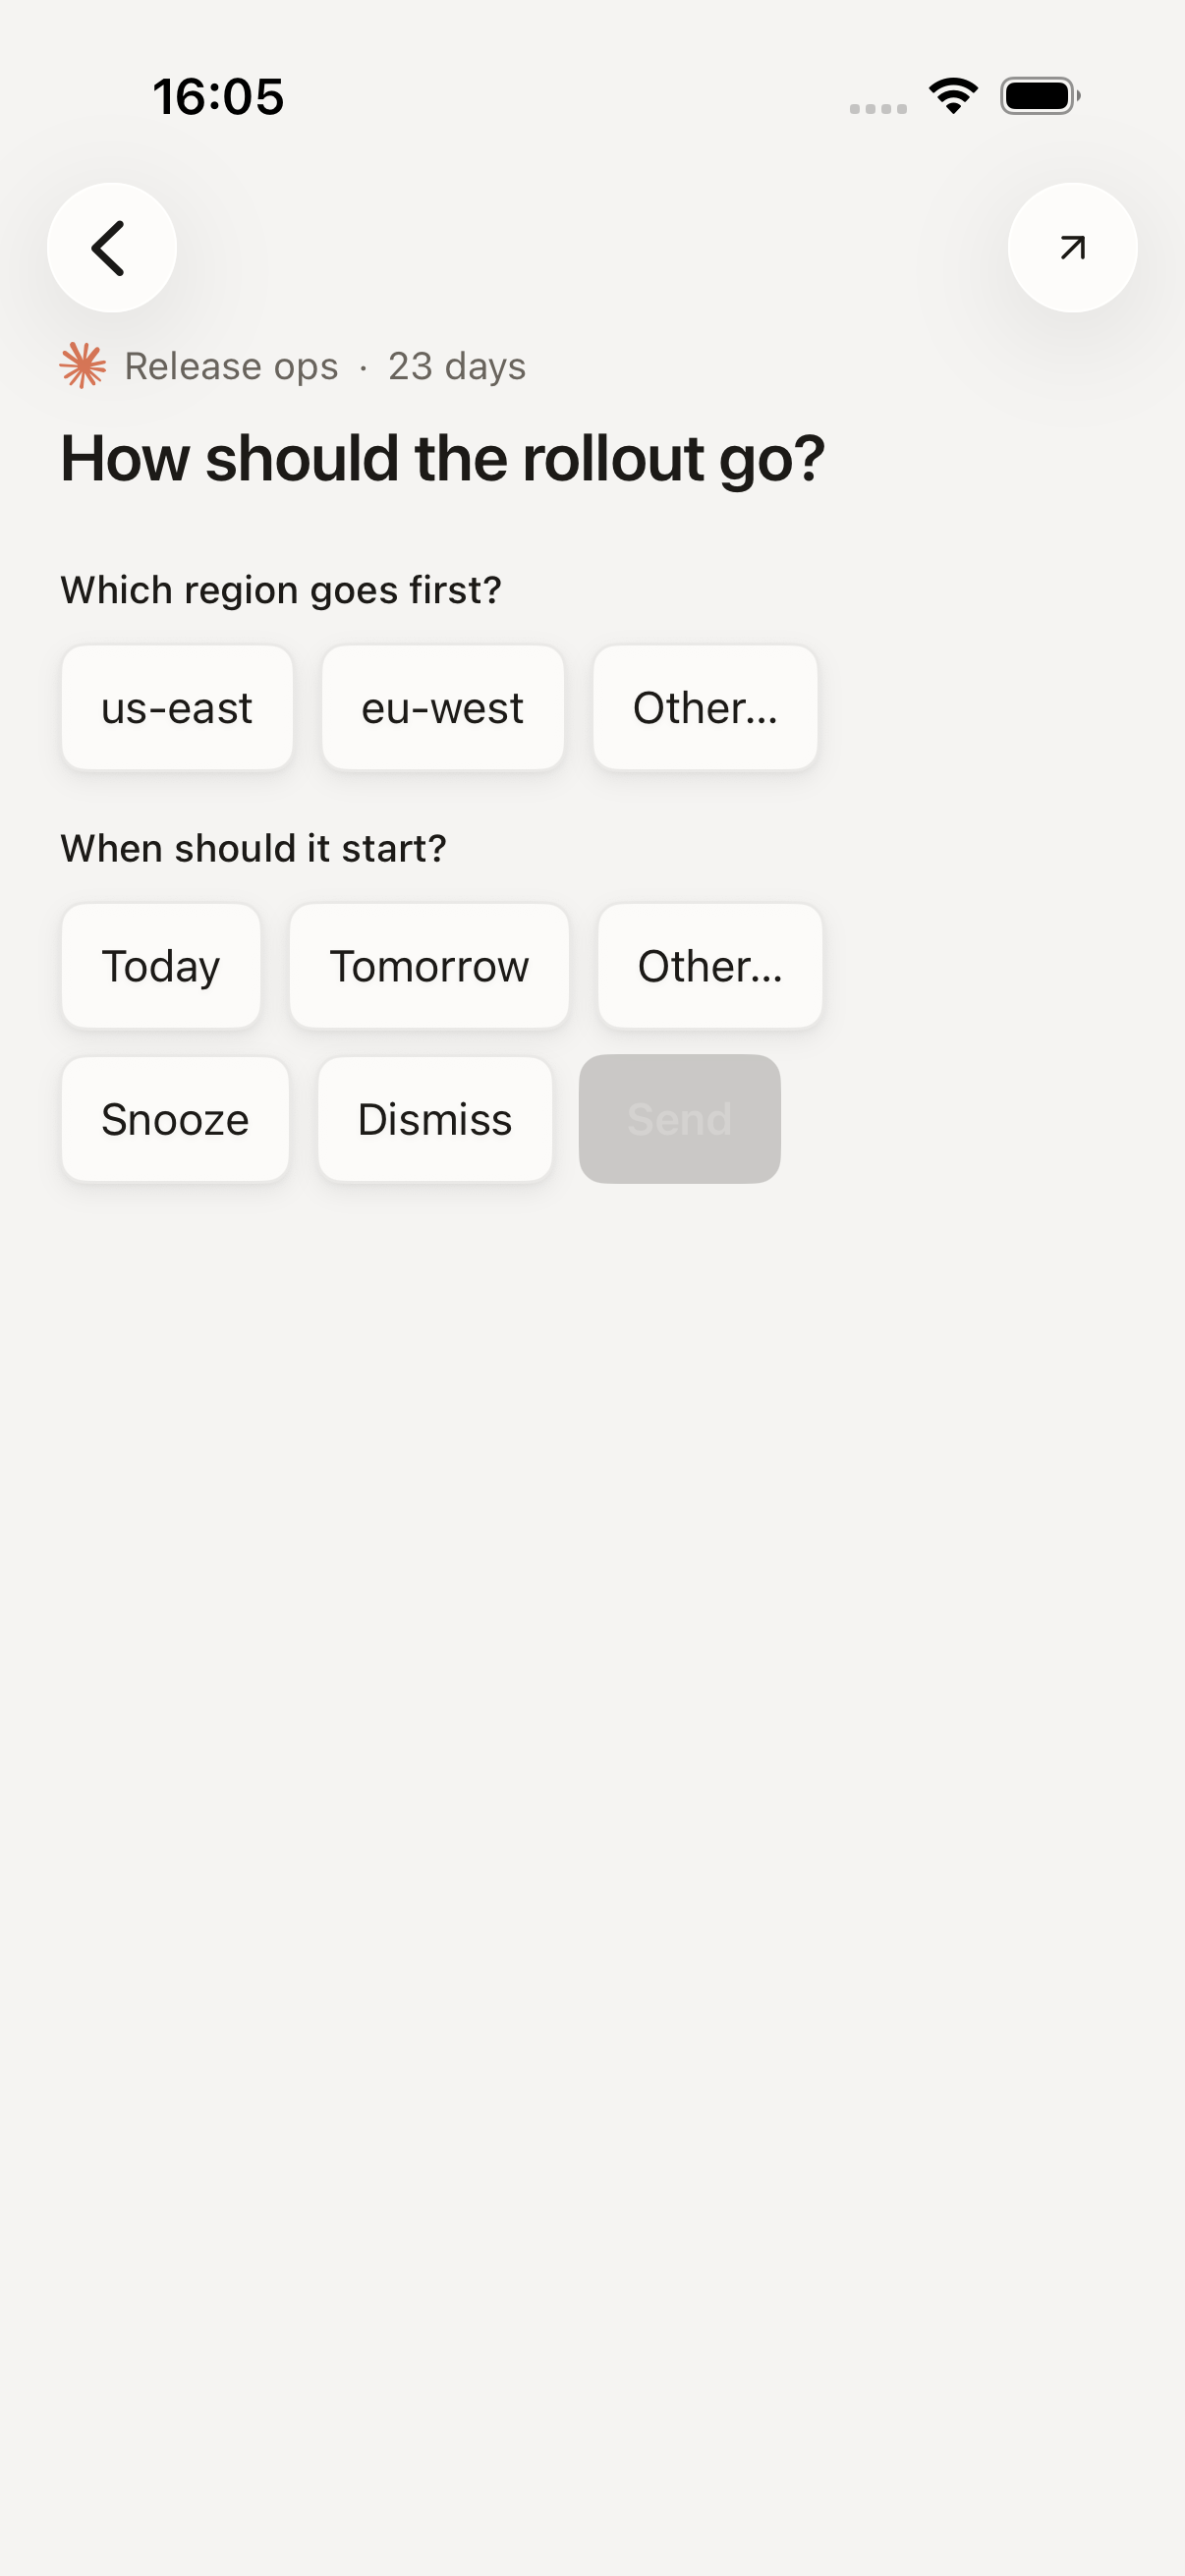 16:05
Release ops · 23 days
How should the rollout go?
Which region goes first?
us-east eu-west Other...
When should it start?
Today Tomorrow Other...
Snooze Dismiss Send